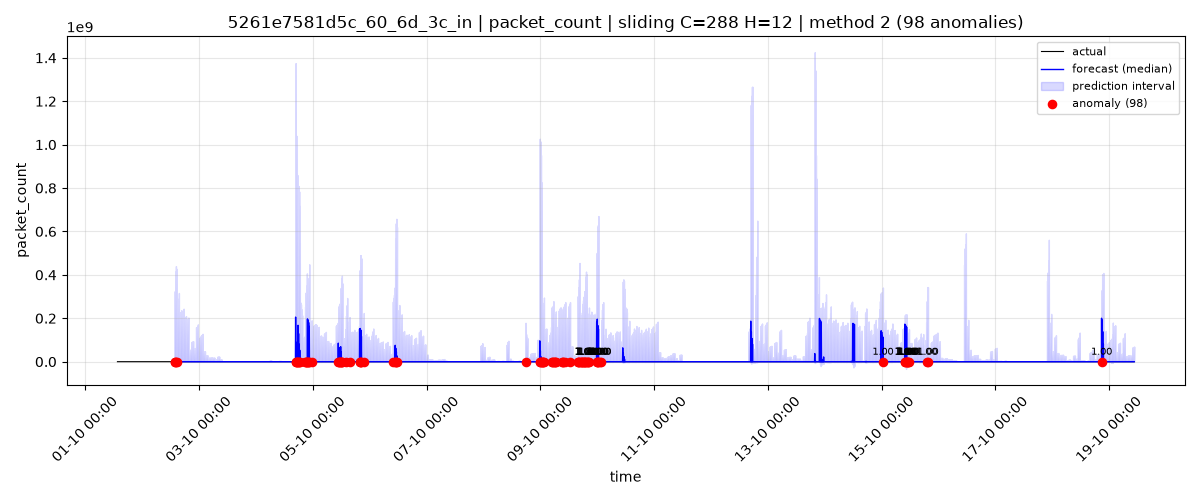 5261e7581d5c_60_6d_3c_in | packet_count | sliding C=288 H=12 | method 2 (98 anomalies)
1e9
actual
forecast (median)
prediction interval
anomaly (98)
1.4
1.2
1.0
0.8
0.6
0.4
0.2
0.0
packet_count
1.00
1.00
1.00
01-10 00:00
03-10 00:00
05-10 00:00
07-10 00:00
09-10 00:00
11-10 00:00
13-10 00:00
15-10 00:00
17-10 00:00
19-10 00:00
time